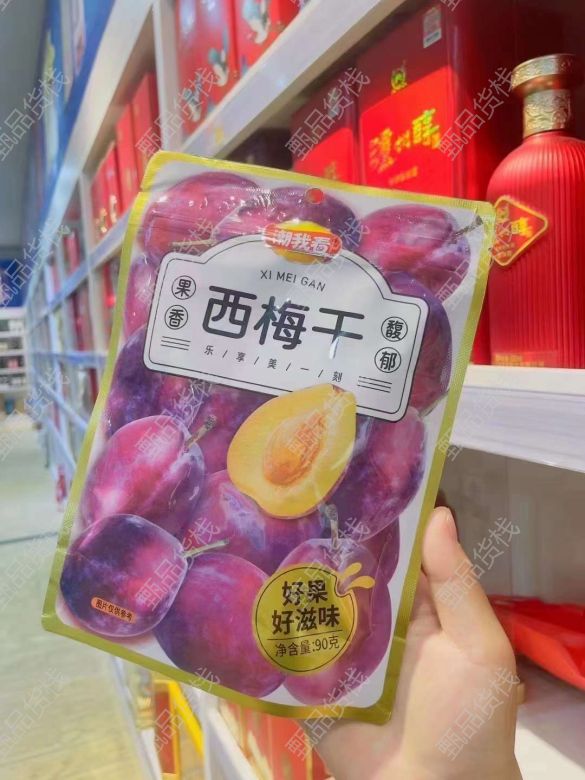 潮我看
XI MEI GAN
西梅干
果香
馥郁
乐/享/美/一/刻
好果
好滋味
净含量:90克
图片仅供参考
甄品货栈